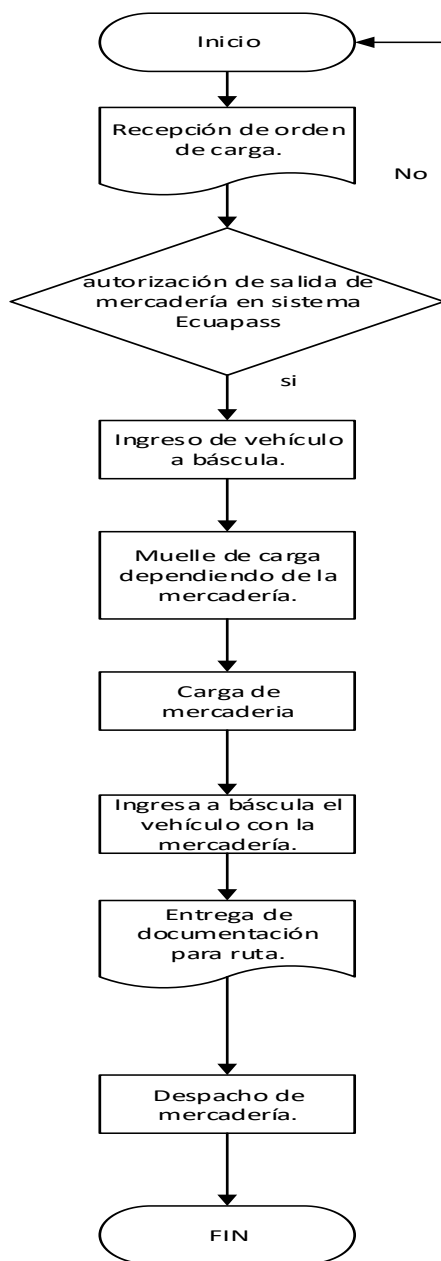 Inicio
Recepción de orden
de carga.
No
autorización de salida de
mercadería en sistema
Ecuapass
si
Ingreso de vehículo
a báscula.
Muelle de carga
dependiendo de la
mercadería.
Carga de
mercaderia
Ingresa a báscula el
vehículo con la
mercadería.
Entrega de
documentación
para ruta.
Despacho de
mercadería.
FIN